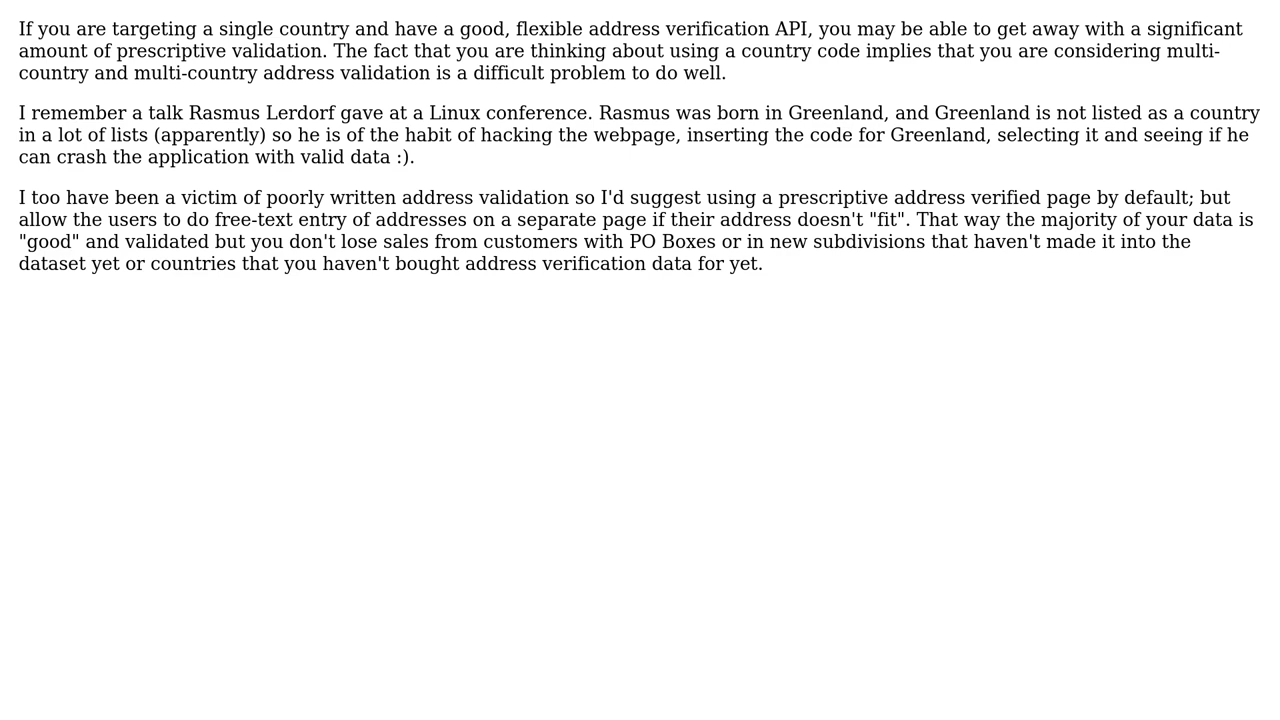 If you are targeting a single country and have a good, flexible address verification API, you may be able to get away with a significant
amount of prescriptive validation. The fact that you are thinking about using a country code implies that you are considering multi-
country and multi-country address validation is a difficult problem to do well.
I remember a talk Rasmus Lerdorf gave at a Linux conference. Rasmus was born in Greenland, and Greenland is not listed as a country
in a lot of lists (apparently) so he is of the habit of hacking the webpage, inserting the code for Greenland, selecting it and seeing if he
can crash the application with valid data :).
I too have been a victim of poorly written address validation so I'd suggest using a prescriptive address verified page by default; but
allow the users to do free-text entry of addresses on a separate page if their address doesn't "fit". That way the majority of your data is
"good" and validated but you don't lose sales from customers with PO Boxes or in new subdivisions that haven't made it into the
dataset yet or countries that you haven't bought address verification data for yet.